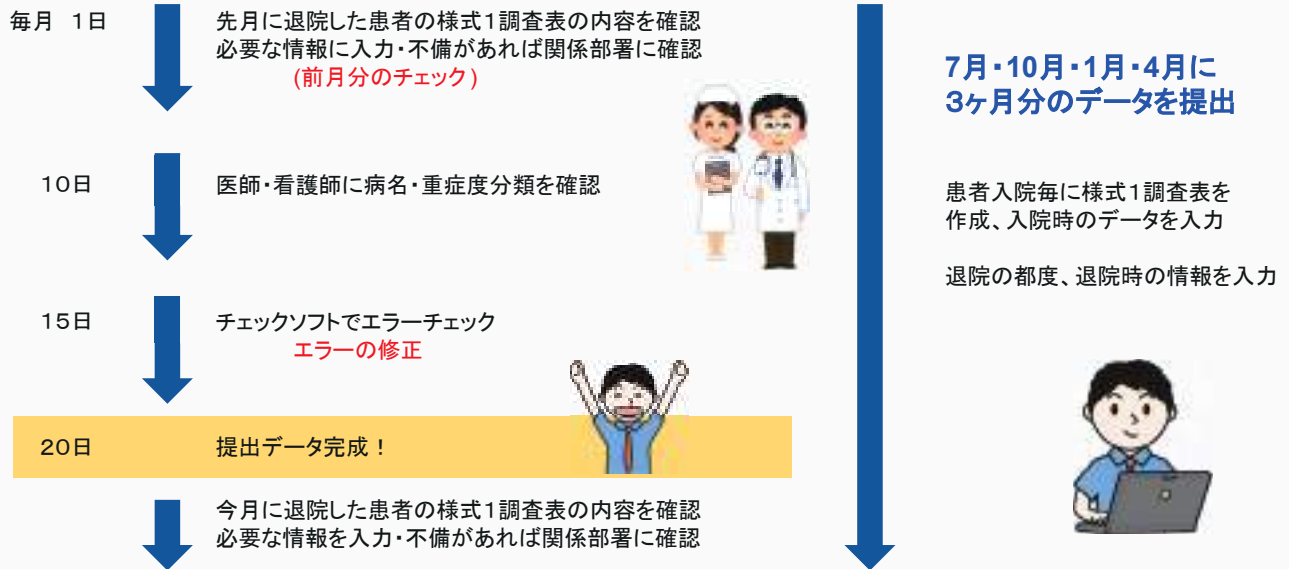 毎月　1日
先月に退院した患者の様式1調査表の内容を確認
必要な情報に入力・不備があれば関係部署に確認
(前月分のチェック)
10日
医師・看護師に病名・重症度分類を確認
15日
チェックソフトでエラーチェック
エラーの修正
20日
提出データ完成！
今月に退院した患者の様式1調査表の内容を確認
必要な情報を入力・不備があれば関係部署に確認
7月・10月・1月・4月に
3ヶ月分のデータを提出
患者入院毎に様式1調査表を
作成、入院時のデータを入力
退院の都度、退院時の情報を入力